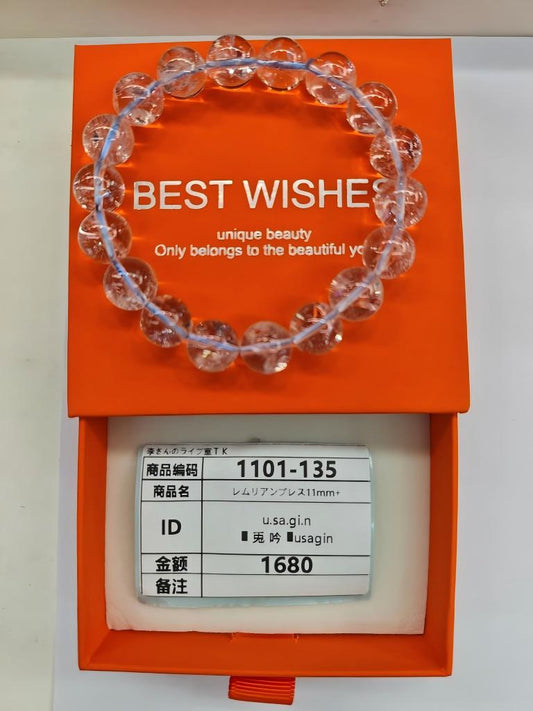 BEST WISHES
unique beauty
Only belongs to the beautiful yo
李さんのライブ室TK
商品编码 1101-135
商品名 レムリアンブレス11mm+
ID u.sa.gi.n
兎 吟 usagin
金额 1680
备注